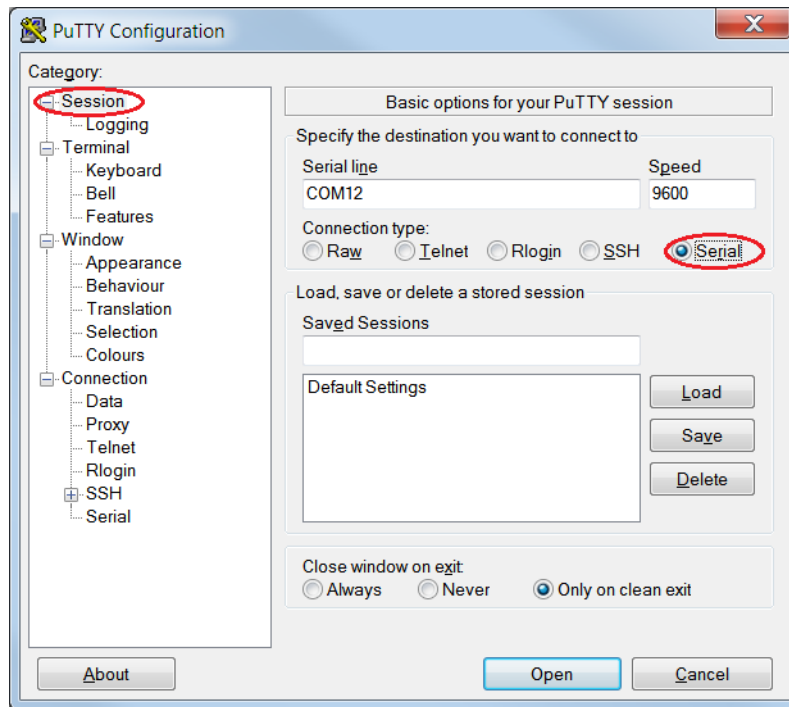 PuTTY Configuration
X
Category:
Session
Logging
Terminal
Keyboard
Bell
Features
Window
Appearance
Behaviour
Translation
Selection
Colours
Connection
Data
Proxy
Telnet
Rlogin
SSH
Serial
Basic options for your PuTTY session
Specify the destination you want to connect to
Serial line Speed
COM12 9600
Connection type:
Raw Telnet Rlogin SSH Serial
Load, save or delete a stored session
Saved Sessions
Default Settings
Load
Save
Delete
Close window on exit:
Always Never Only on clean exit
About Open Cancel